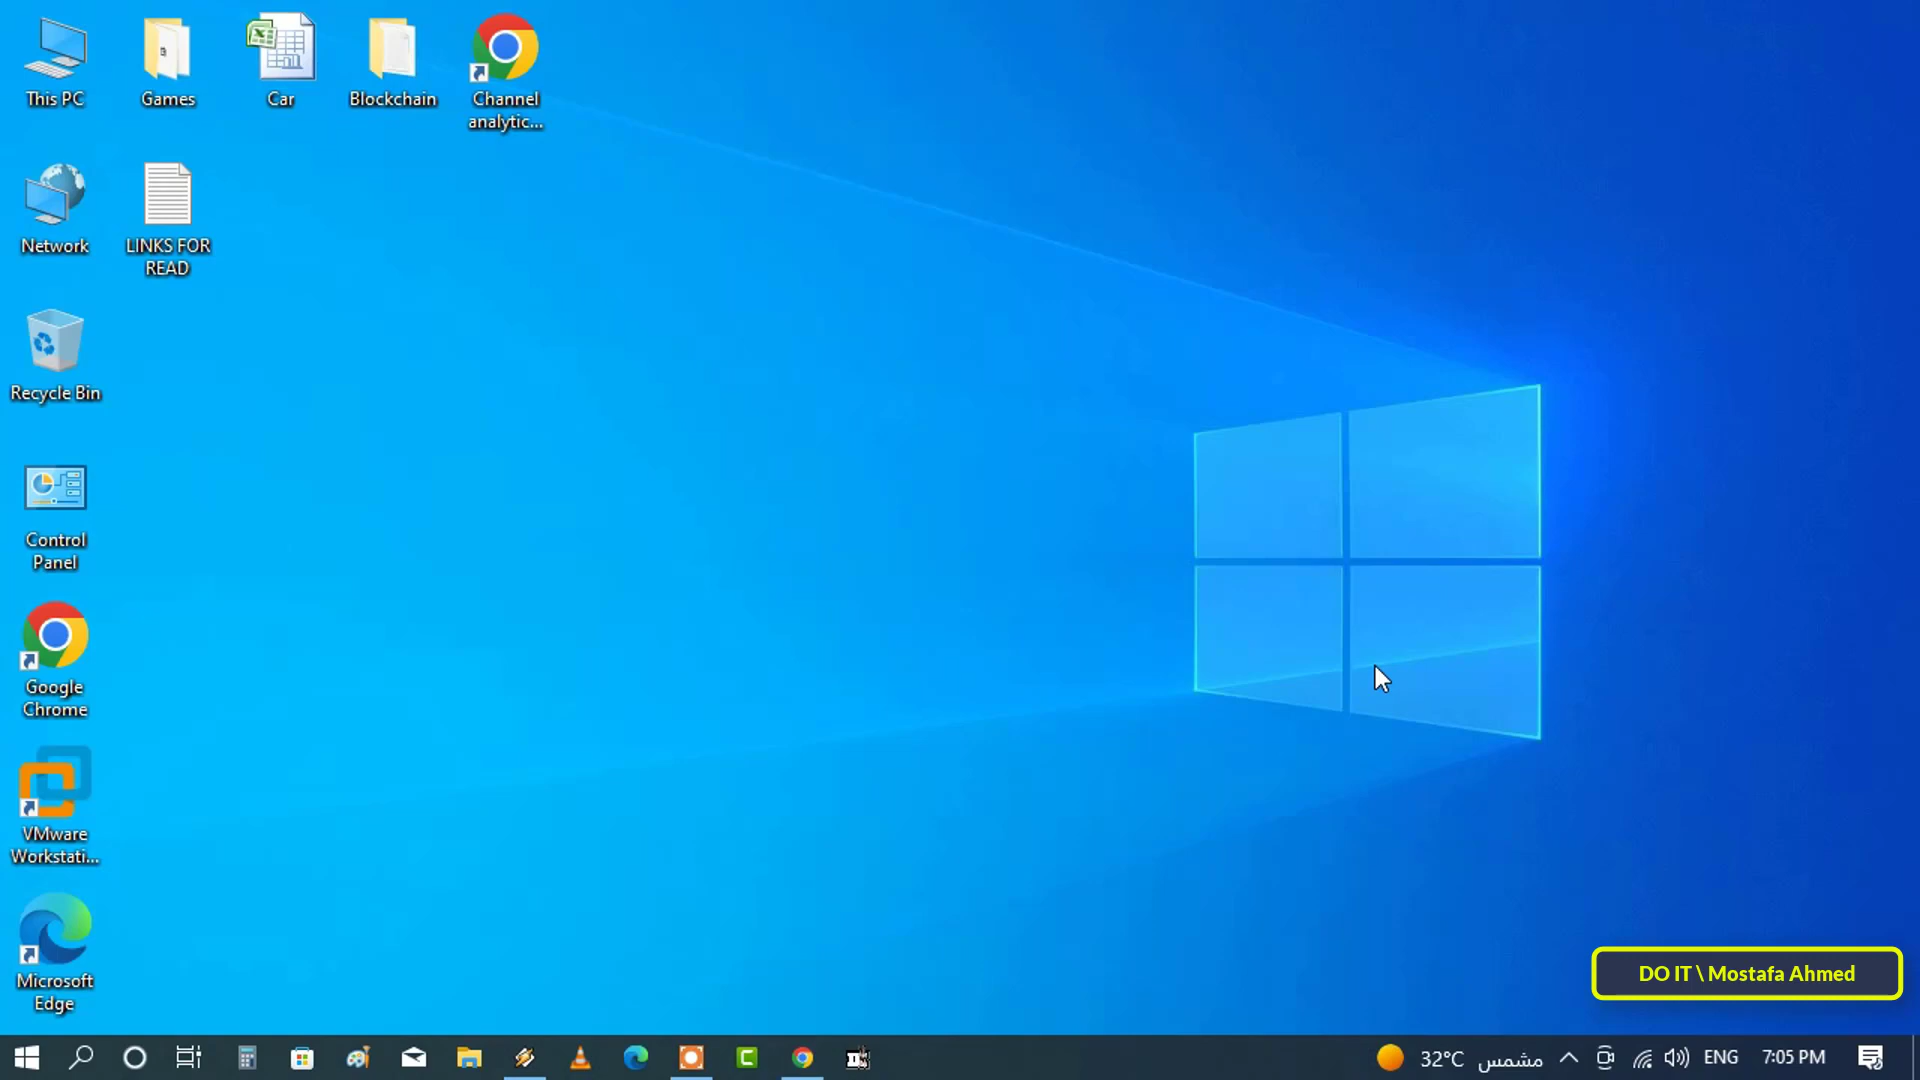 This PC
Games
Car
Blockchain
Channel
analytic...
Network
LINKS FOR
READ
Recycle Bin
Control
Panel
Google
Chrome
VMware
Workstati...
Microsoft
Edge
DO IT \ Mostafa Ahmed
32°C مشمس
ENG
7:05 PM